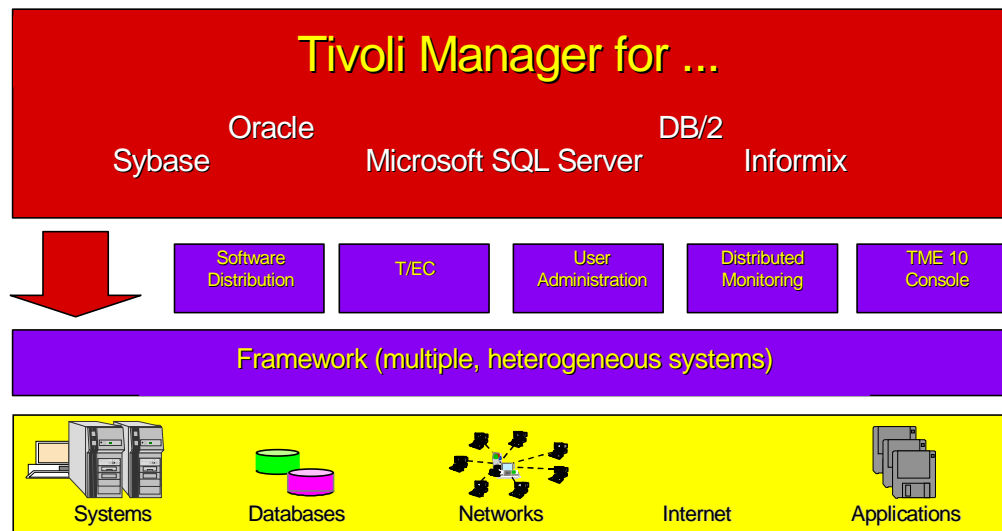 Tivoli Manager for ...
Oracle DB/2
Sybase Microsoft SQL Server Informix
Software
Distribution
T/EC
User
Administration
Distributed
Monitoring
TME 10
Console
Framework (multiple, heterogeneous systems)
Systems Databases Networks Internet Applications